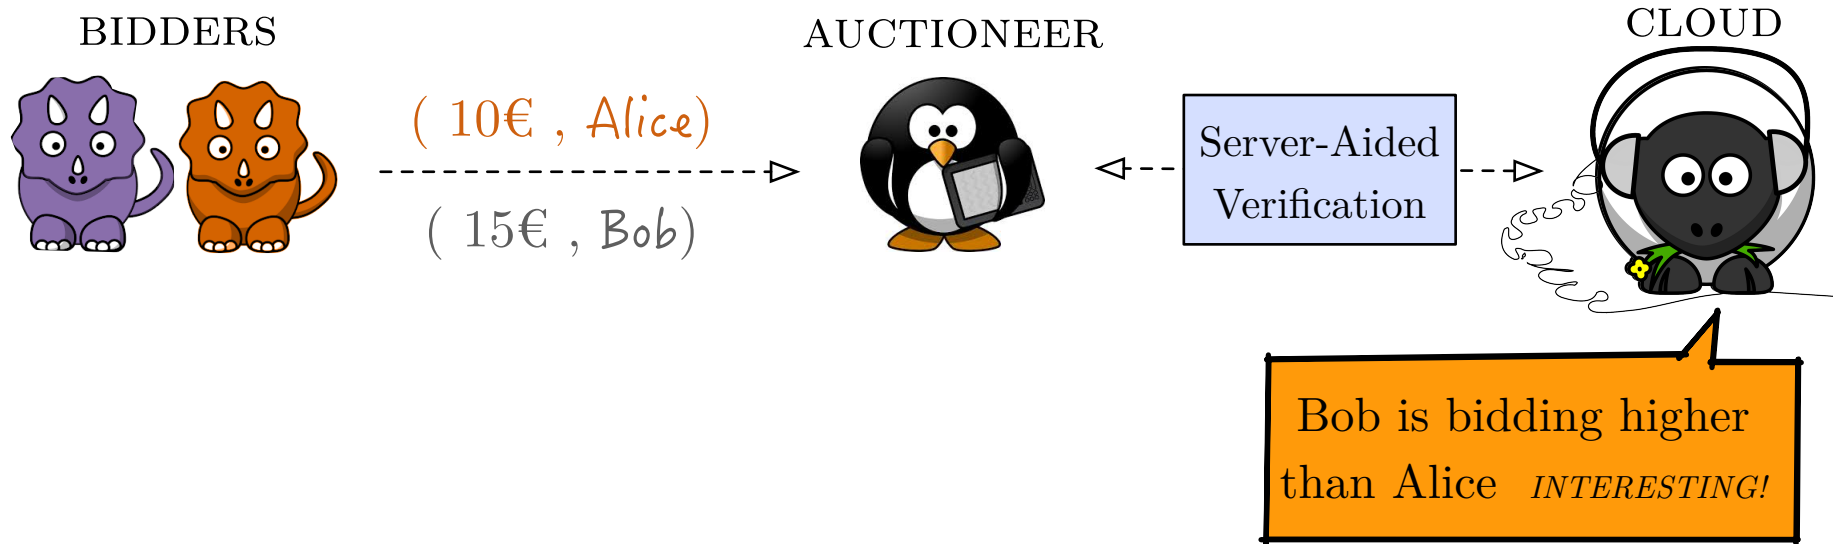 BIDDERS
AUCTIONEER
CLOUD
( 10€ , Alice)
( 15€ , Bob)
Server-Aided
Verification
Bob is bidding higher
than Alice INTERESTING!